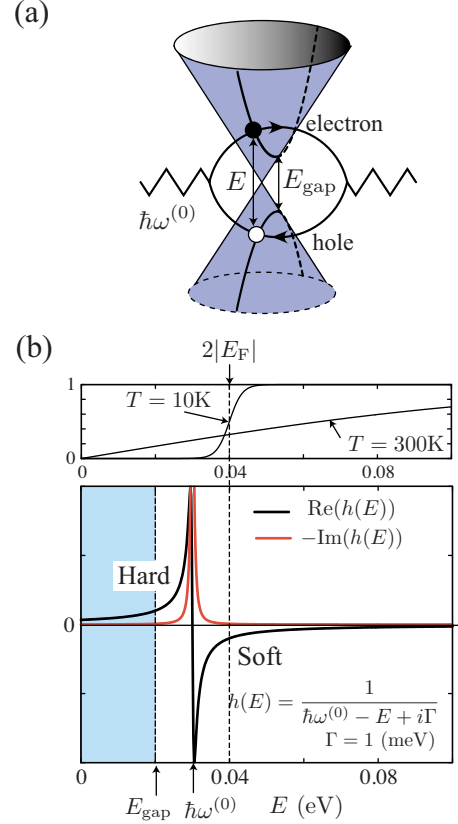 (a)
electron
E
E_gap
ħω^(0)
hole
(b)
2|E_F|
1
T = 10K
T = 300K
0
0 0.04 0.08
Re(h(E))
−Im(h(E))
Hard
0
Soft
h(E) = 1 / (ħω^(0) − E + iΓ)
Γ = 1 (meV)
0 0.04 0.08
E_gap ħω^(0) E (eV)